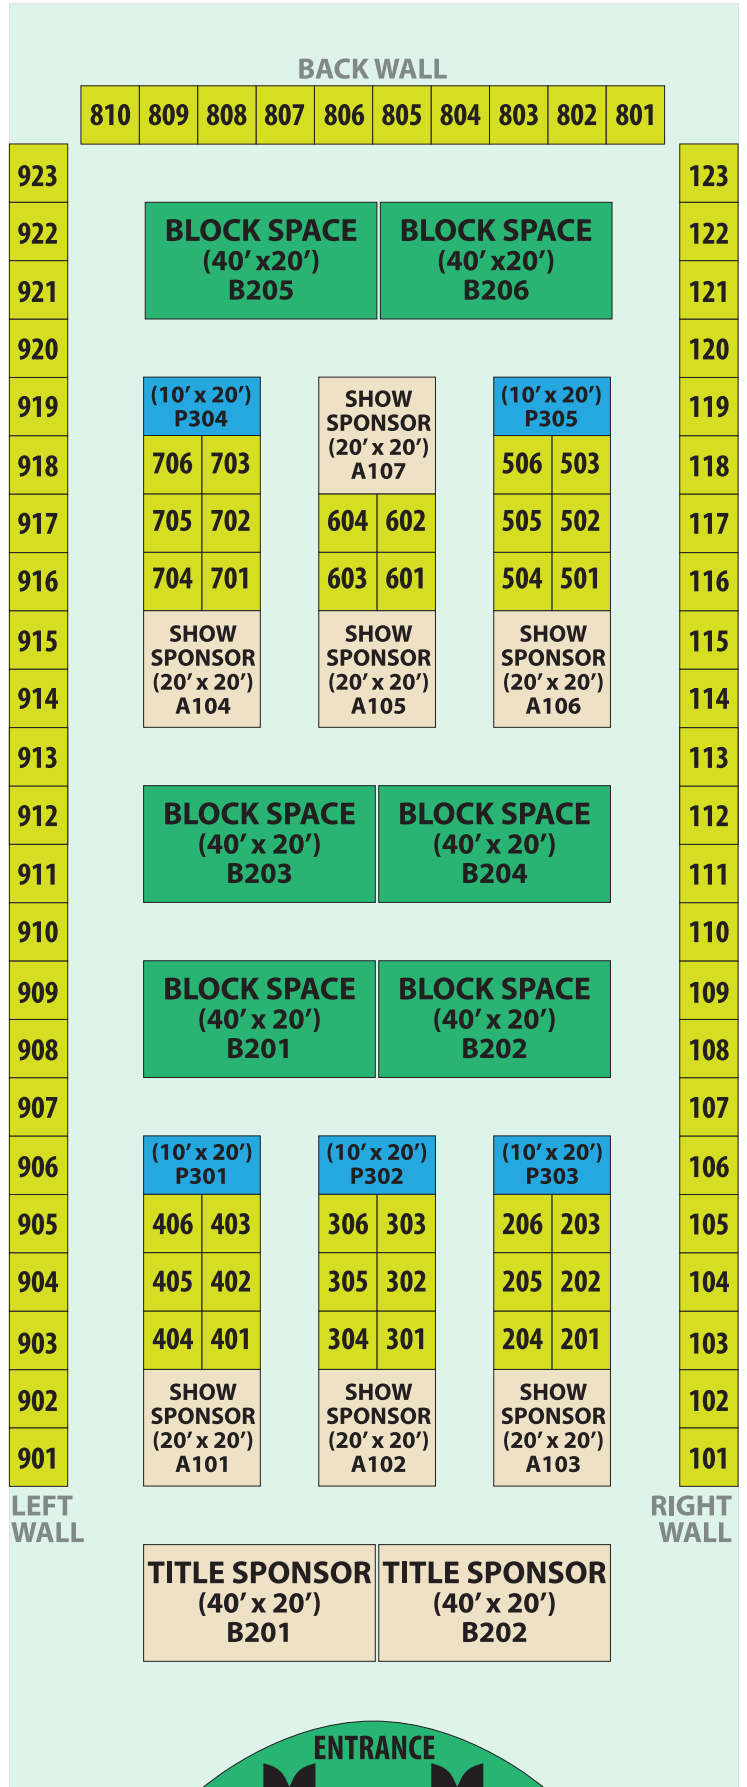 BACK WALL
810 809 808 807 806 805 804 803 802 801
923 123
922 BLOCK SPACE BLOCK SPACE 122
(40' x20') (40' x20')
921 B205 B206 121
920 120
919 (10' x 20') SHOW (10' x 20') 119
P304 SPONSOR P305
(20' x 20')
918 706 703 A107 506 503 118
917 705 702 604 602 505 502 117
916 704 701 603 601 504 501 116
915 SHOW SHOW SHOW 115
SPONSOR SPONSOR SPONSOR
(20' x 20') (20' x 20') (20' x 20')
914 A104 A105 A106 114
913 113
912 BLOCK SPACE BLOCK SPACE 112
(40' x 20') (40' x 20')
911 B203 B204 111
910 110
909 BLOCK SPACE BLOCK SPACE 109
(40' x 20') (40' x 20')
908 B201 B202 108
907 107
906 (10' x 20') (10' x 20') (10' x 20') 106
P301 P302 P303
905 406 403 306 303 206 203 105
904 405 402 305 302 205 202 104
903 404 401 304 301 204 201 103
902 SHOW SHOW SHOW 102
SPONSOR SPONSOR SPONSOR
(20' x 20') (20' x 20') (20' x 20')
901 A101 A102 A103 101
LEFT RIGHT
WALL WALL
TITLE SPONSOR TITLE SPONSOR
(40' x 20') (40' x 20')
B201 B202
ENTRANCE